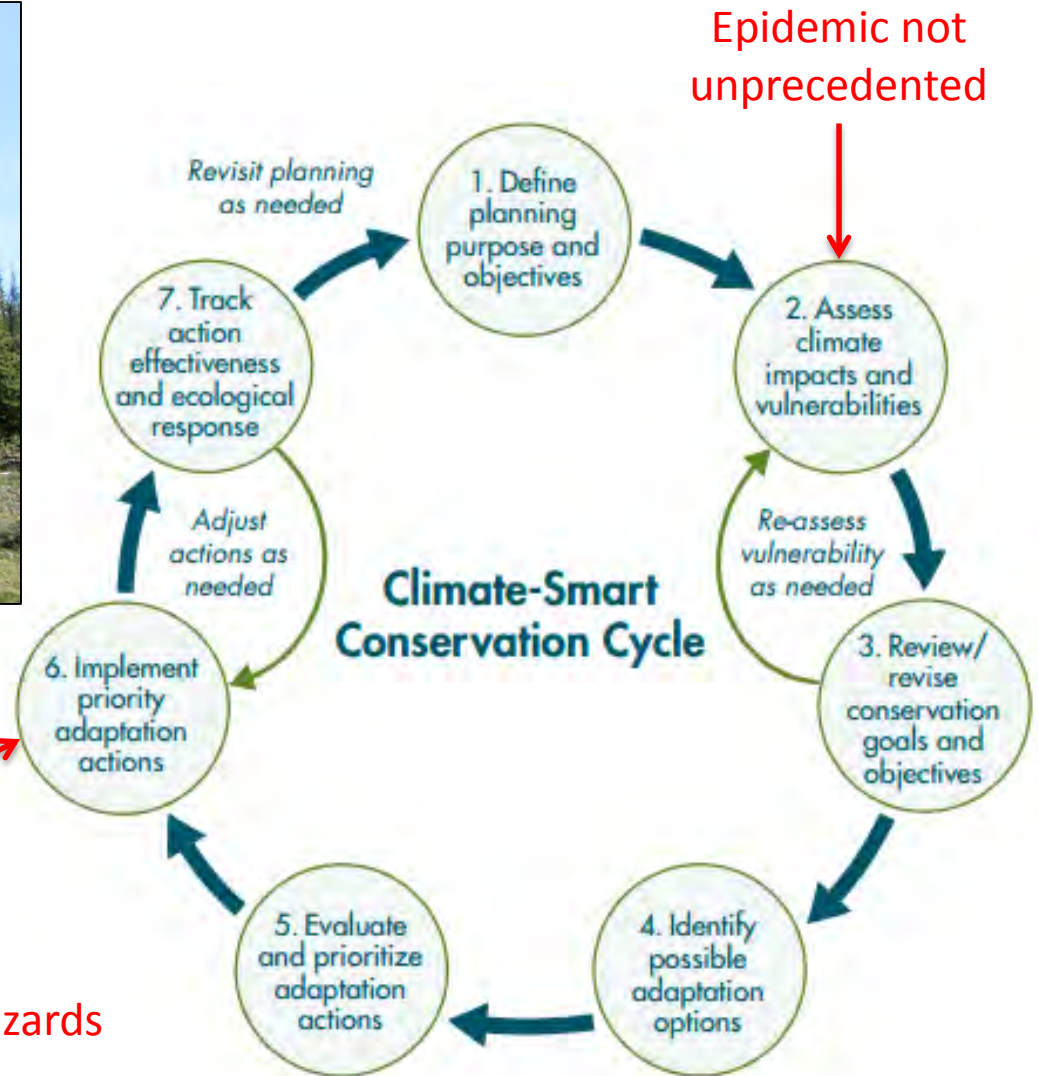 Epidemic not
unprecedented
Revisit planning
as needed
1. Define
planning
purpose and
objectives
7. Track
action
effectiveness
and ecological
response
2. Assess
climate
impacts and
vulnerabilities
Adjust
actions as
needed
Re-assess
vulnerability
as needed
Climate-Smart
Conservation Cycle
6. Implement
priority
adaptation
actions
3. Review/
revise
conservation
goals and
objectives
5. Evaluate
and prioritize
adaptation
actions
4. Identify
possible
adaptation
options
zards